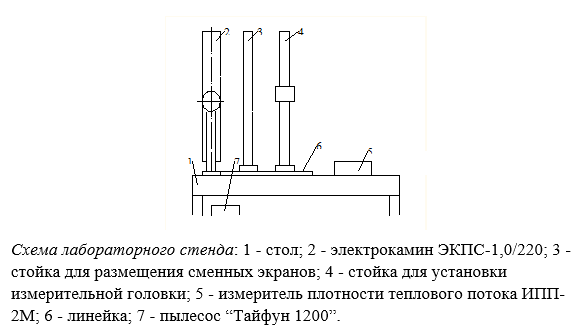 2 3 4
1 7 6 5
Схема лабораторного стенда: 1 - стол; 2 - электрокамин ЭКПС-1,0/220; 3 -
стойка для размещения сменных экранов; 4 - стойка для установки
измерительной головки; 5 - измеритель плотности теплового потока ИПП-
2М; 6 - линейка; 7 - пылесос “Тайфун 1200”.